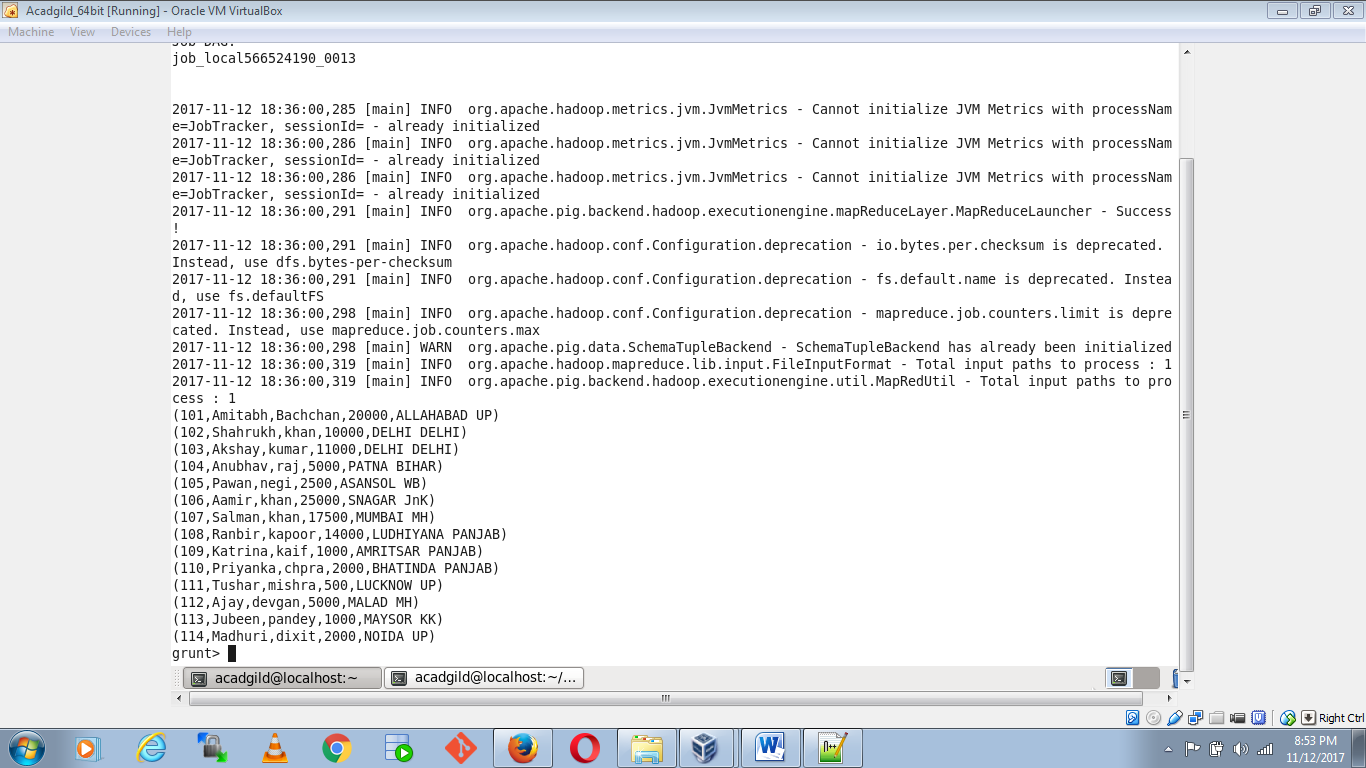 Acadgild_64bit [Running] - Oracle VM VirtualBox
Machine View Devices Help
Job DAG:
job_local566524190_0013
2017-11-12 18:36:00,285 [main] INFO  org.apache.hadoop.metrics.jvm.JvmMetrics - Cannot initialize JVM Metrics with processNam
e=JobTracker, sessionId= - already initialized
2017-11-12 18:36:00,286 [main] INFO  org.apache.hadoop.metrics.jvm.JvmMetrics - Cannot initialize JVM Metrics with processNam
e=JobTracker, sessionId= - already initialized
2017-11-12 18:36:00,286 [main] INFO  org.apache.hadoop.metrics.jvm.JvmMetrics - Cannot initialize JVM Metrics with processNam
e=JobTracker, sessionId= - already initialized
2017-11-12 18:36:00,291 [main] INFO  org.apache.pig.backend.hadoop.executionengine.mapReduceLayer.MapReduceLauncher - Success
!
2017-11-12 18:36:00,291 [main] INFO  org.apache.hadoop.conf.Configuration.deprecation - io.bytes.per.checksum is deprecated.
Instead, use dfs.bytes-per-checksum
2017-11-12 18:36:00,291 [main] INFO  org.apache.hadoop.conf.Configuration.deprecation - fs.default.name is deprecated. Instea
d, use fs.defaultFS
2017-11-12 18:36:00,298 [main] INFO  org.apache.hadoop.conf.Configuration.deprecation - mapreduce.job.counters.limit is depre
cated. Instead, use mapreduce.job.counters.max
2017-11-12 18:36:00,298 [main] WARN  org.apache.pig.data.SchemaTupleBackend - SchemaTupleBackend has already been initialized
2017-11-12 18:36:00,319 [main] INFO  org.apache.hadoop.mapreduce.lib.input.FileInputFormat - Total input paths to process : 1
2017-11-12 18:36:00,319 [main] INFO  org.apache.pig.backend.hadoop.executionengine.util.MapRedUtil - Total input paths to pro
cess : 1
(101,Amitabh,Bachchan,20000,ALLAHABAD UP)
(102,Shahrukh,khan,10000,DELHI DELHI)
(103,Akshay,kumar,11000,DELHI DELHI)
(104,Anubhav,raj,5000,PATNA BIHAR)
(105,Pawan,negi,2500,ASANSOL WB)
(106,Aamir,khan,25000,SNAGAR JnK)
(107,Salman,khan,17500,MUMBAI MH)
(108,Ranbir,kapoor,14000,LUDHIYANA PANJAB)
(109,Katrina,kaif,1000,AMRITSAR PANJAB)
(110,Priyanka,chpra,2000,BHATINDA PANJAB)
(111,Tushar,mishra,500,LUCKNOW UP)
(112,Ajay,devgan,5000,MALAD MH)
(113,Jubeen,pandey,1000,MAYSOR KK)
(114,Madhuri,dixit,2000,NOIDA UP)
grunt>
acadgild@localhost:~ acadgild@localhost:~/...
Right Ctrl
8:53 PM
11/12/2017